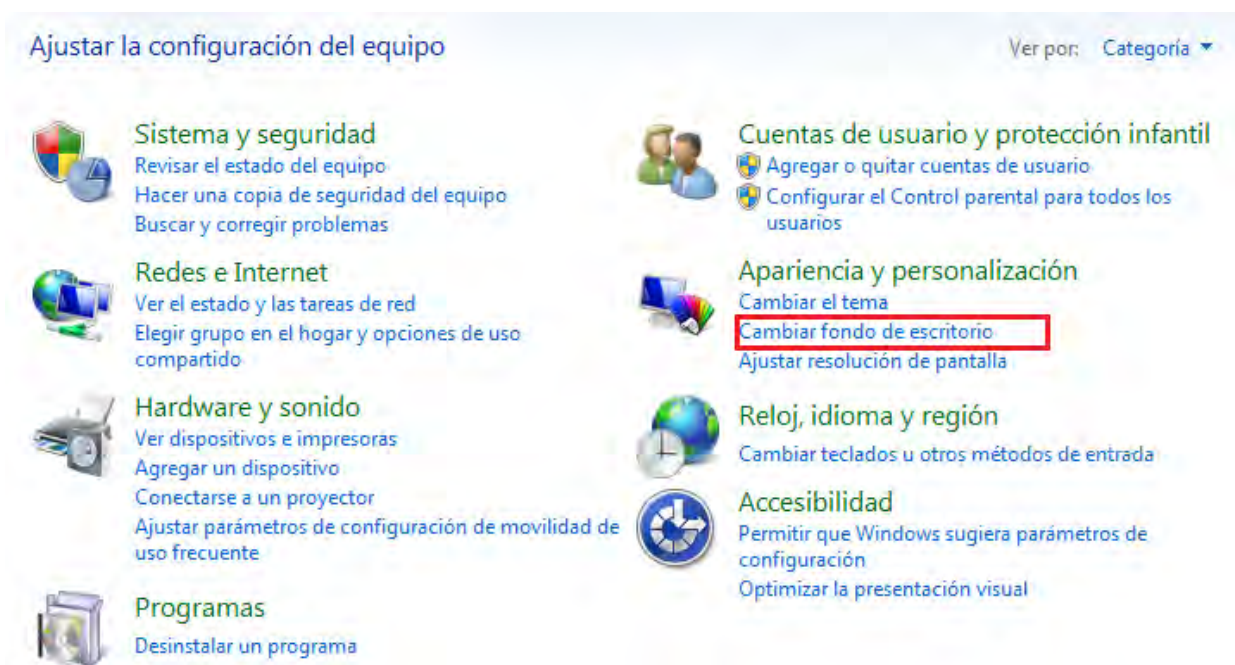 Ajustar la configuración del equipo
Ver por: Categoría
Sistema y seguridad
Revisar el estado del equipo
Hacer una copia de seguridad del equipo
Buscar y corregir problemas
Redes e Internet
Ver el estado y las tareas de red
Elegir grupo en el hogar y opciones de uso
compartido
Hardware y sonido
Ver dispositivos e impresoras
Agregar un dispositivo
Conectarse a un proyector
Ajustar parámetros de configuración de movilidad de
uso frecuente
Programas
Desinstalar un programa
Cuentas de usuario y protección infantil
Agregar o quitar cuentas de usuario
Configurar el Control parental para todos los
usuarios
Apariencia y personalización
Cambiar el tema
Cambiar fondo de escritorio
Ajustar resolución de pantalla
Reloj, idioma y región
Cambiar teclados u otros métodos de entrada
Accesibilidad
Permitir que Windows sugiera parámetros de
configuración
Optimizar la presentación visual